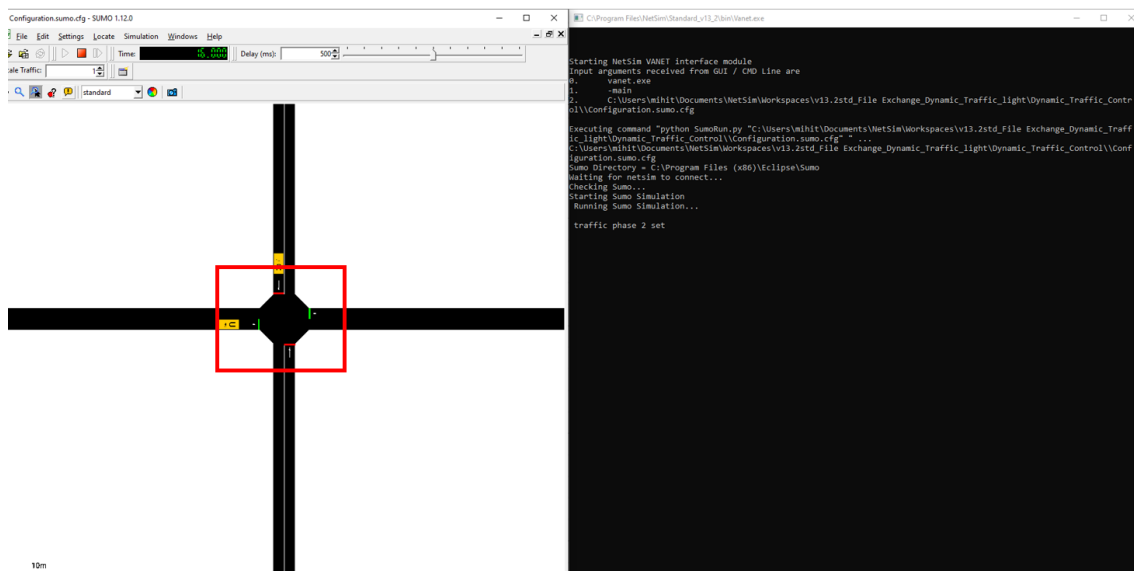 Configuration.sumo.cfg - SUMO 1.12.0
File Edit Settings Locate Simulation Windows Help
Time: Delay (ms): 500
cale Traffic: 1
standard
10m
C:\Program Files\NetSim\Standard_v13_2\bin\Vanet.exe
Starting NetSim VANET interface module
Input arguments received from GUI / CMD Line are
0. vanet.exe
1. -main
2. C:\Users\mihit\Documents\NetSim\Workspaces\v13.2std_File Exchange_Dynamic_Traffic_light\Dynamic_Traffic_Contr
ol\\Configuration.sumo.cfg
Executing command "python SumoRun.py "C:\Users\mihit\Documents\NetSim\Workspaces\v13.2std_File Exchange_Dynamic_Traff
ic_light\Dynamic_Traffic_Control\\Configuration.sumo.cfg" " ...
C:\Users\mihit\Documents\NetSim\Workspaces\v13.2std_File Exchange_Dynamic_Traffic_light\Dynamic_Traffic_Control\\Conf
iguration.sumo.cfg
Sumo Directory = C:\Program Files (x86)\Eclipse\Sumo
Waiting for netsim to connect...
Checking Sumo...
Starting Sumo Simulation
Running Sumo Simulation...
traffic phase 2 set